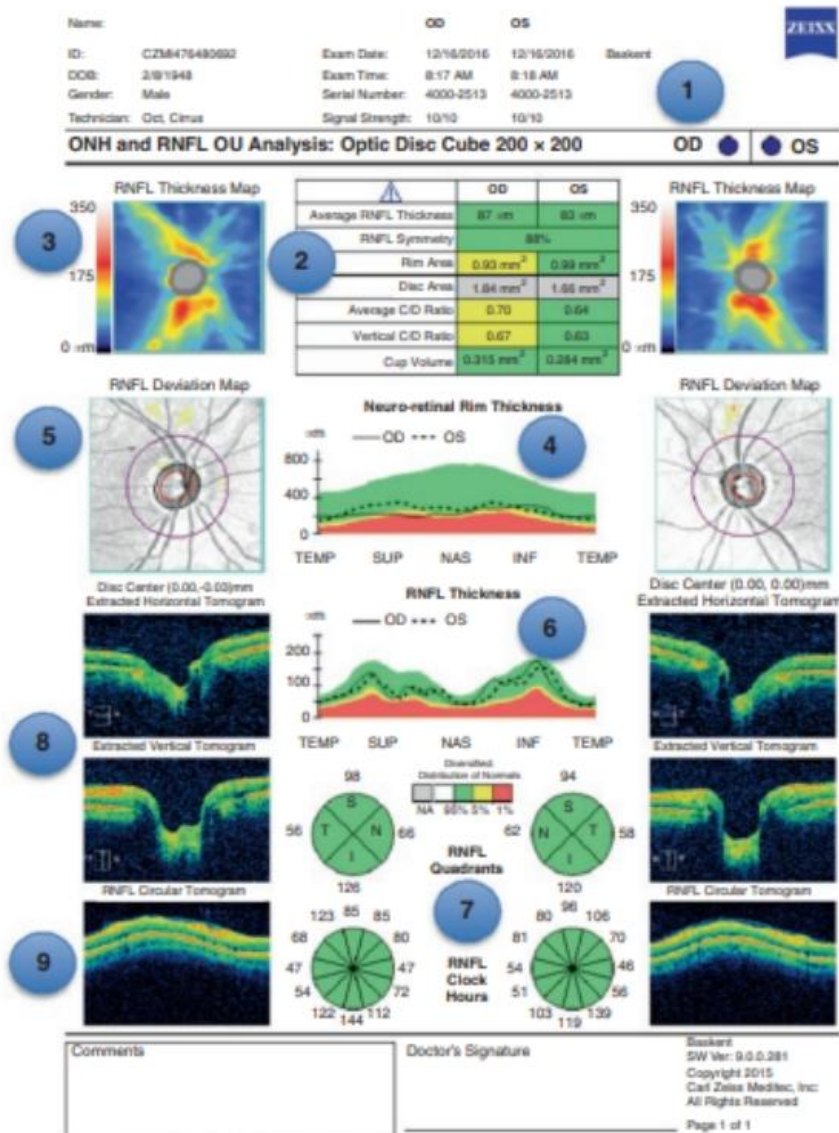 Name: OD OS
ZEISS
ID: CZMI476480692 Exam Date: 12/16/2016 12/16/2016 Baskent
DOB: 2/9/1948 Exam Time: 8:17 AM 8:18 AM
Gender: Male Serial Number: 4000-2513 4000-2513
1
Technician: Oct, Cirrus Signal Strength: 10/10 10/10
ONH and RNFL OU Analysis: Optic Disc Cube 200 × 200 OD OS
RNFL Thickness Map
350
175
0
3
2
OD OS
Average RNFL Thickness 87 83
RNFL Symmetry 88%
Rim Area 0.93 mm² 0.99 mm²
Disc Area 1.84 mm² 1.66 mm²
Average C/D Ratio 0.70 0.64
Vertical C/D Ratio 0.67 0.63
Cup Volume 0.315 mm³ 0.284 mm³
RNFL Thickness Map
350
175
0
RNFL Deviation Map
5
Disc Center (0.00,-0.03)mm
Neuro-retinal Rim Thickness
OD OS
4
800
400
0
TEMP SUP NAS INF TEMP
RNFL Deviation Map
Disc Center (0.00, 0.00)mm
Extracted Horizontal Tomogram
RNFL Thickness
OD OS
6
200
100
0
TEMP SUP NAS INF TEMP
Extracted Horizontal Tomogram
8
Extracted Vertical Tomogram
Extracted Vertical Tomogram
Diversified:
Distribution of Normals
NA 95% 5% 1%
98
56 S T N I 66
126
RNFL
Quadrants
94
62 S N T I 58
120
RNFL Circular Tomogram
RNFL Circular Tomogram
9
7
RNFL
Clock
Hours
123 85 85
68 80
47 47
54 72
122 144 112
80 96 106
81 70
54 46
51 56
103 119 139
Comments
Doctor's Signature
Baskent
SW Ver: 9.0.0.281
Copyright 2015
Carl Zeiss Meditec, Inc
All Rights Reserved
Page 1 of 1